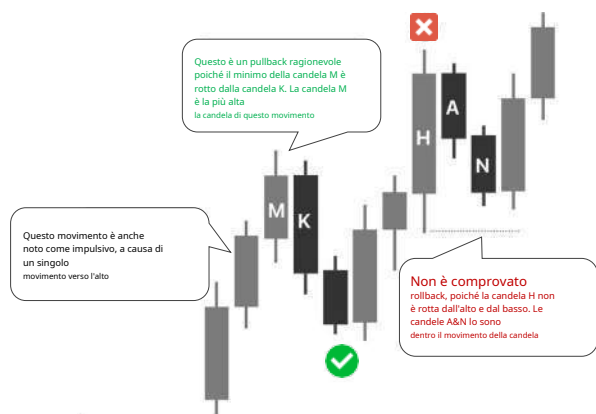 Questo è un pullback ragionevole
poiché il minimo della candela M è
rotto dalla candela K. La candela M
è la più alta
la candela di questo movimento
H
A
N
M
K
Questo movimento è anche
noto come impulsivo, a causa di
un singolo
movimento verso l'alto
Non è comprovato
rollback, poiché la candela H non
è rotta dall'alto e dal basso. Le
candele A&N lo sono
dentro il movimento della candela